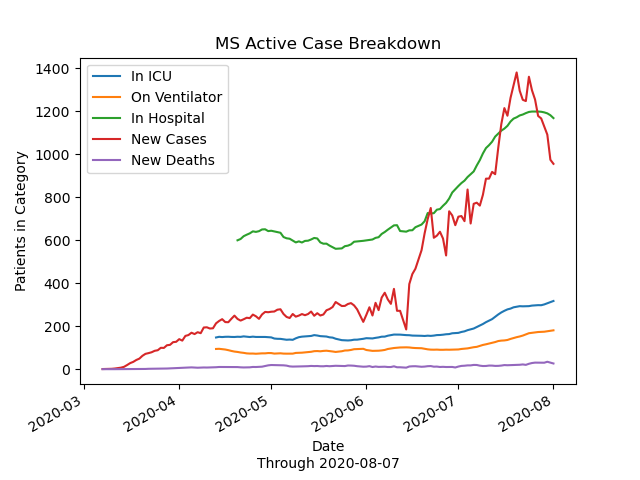 MS Active Case Breakdown
1400
1200
1000
800
600
400
200
0
Patients in Category
In ICU
On Ventilator
In Hospital
New Cases
New Deaths
2020-03
2020-04
2020-05
2020-06
2020-07
2020-08
Date
Through 2020-08-07